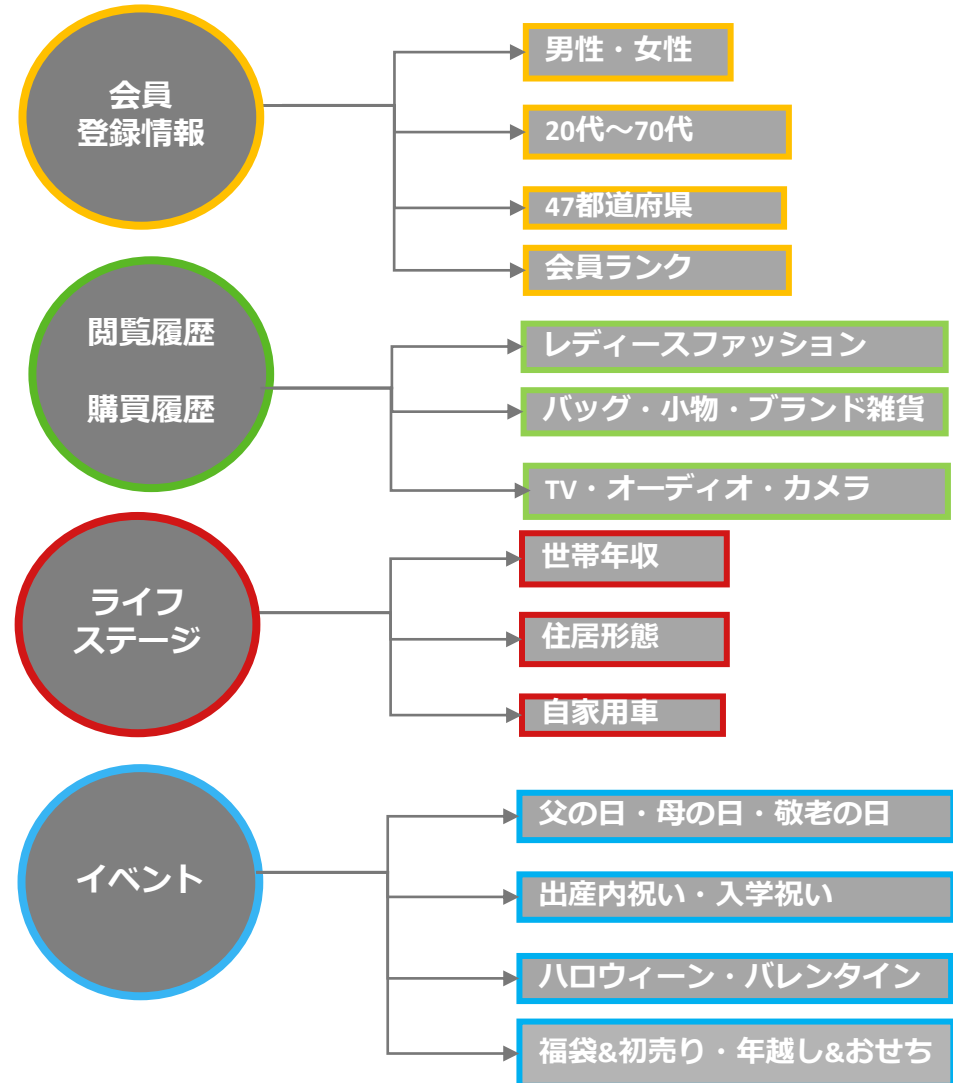 会員
登録情報
男性・女性
20代～70代
47都道府県
会員ランク
閲覧履歴
購買履歴
レディースファッション
バッグ・小物・ブランド雑貨
TV・オーディオ・カメラ
ライフ
ステージ
世帯年収
住居形態
自家用車
イベント
父の日・母の日・敬老の日
出産内祝い・入学祝い
ハロウィーン・バレンタイン
福袋&初売り・年越し&おせち